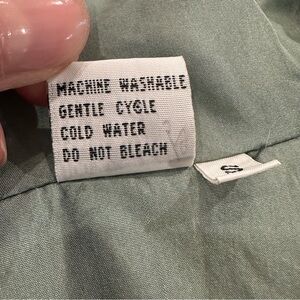 MACHINE WASHABLE
GENTLE CYCLE
COLD WATER
DO NOT BLEACH
S